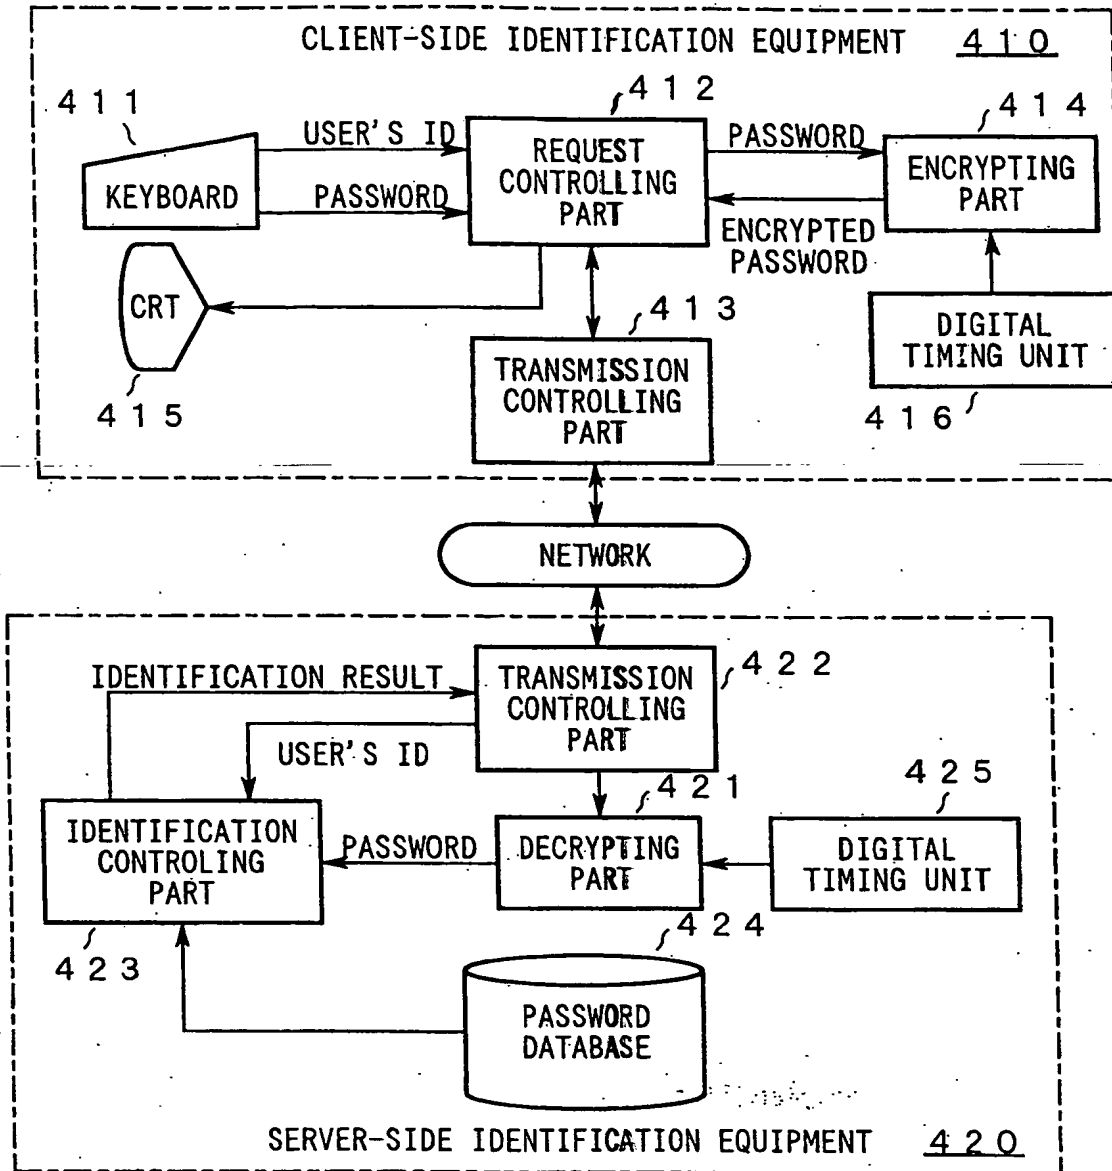 CLIENT-SIDE IDENTIFICATION EQUIPMENT 410
411
412
414
USER'S ID
PASSWORD
KEYBOARD
PASSWORD
REQUEST
CONTROLLING
PART
ENCRYPTING
PART
ENCRYPTED
PASSWORD
CRT
415
413
TRANSMISSION
CONTROLLING
PART
DIGITAL
TIMING UNIT
416
NETWORK
IDENTIFICATION RESULT
TRANSMISSION
CONTROLLING
PART
422
USER'S ID
421
425
IDENTIFICATION
CONTROLING
PART
PASSWORD
DECRYPTING
PART
DIGITAL
TIMING UNIT
423
424
PASSWORD
DATABASE
SERVER-SIDE IDENTIFICATION EQUIPMENT 420